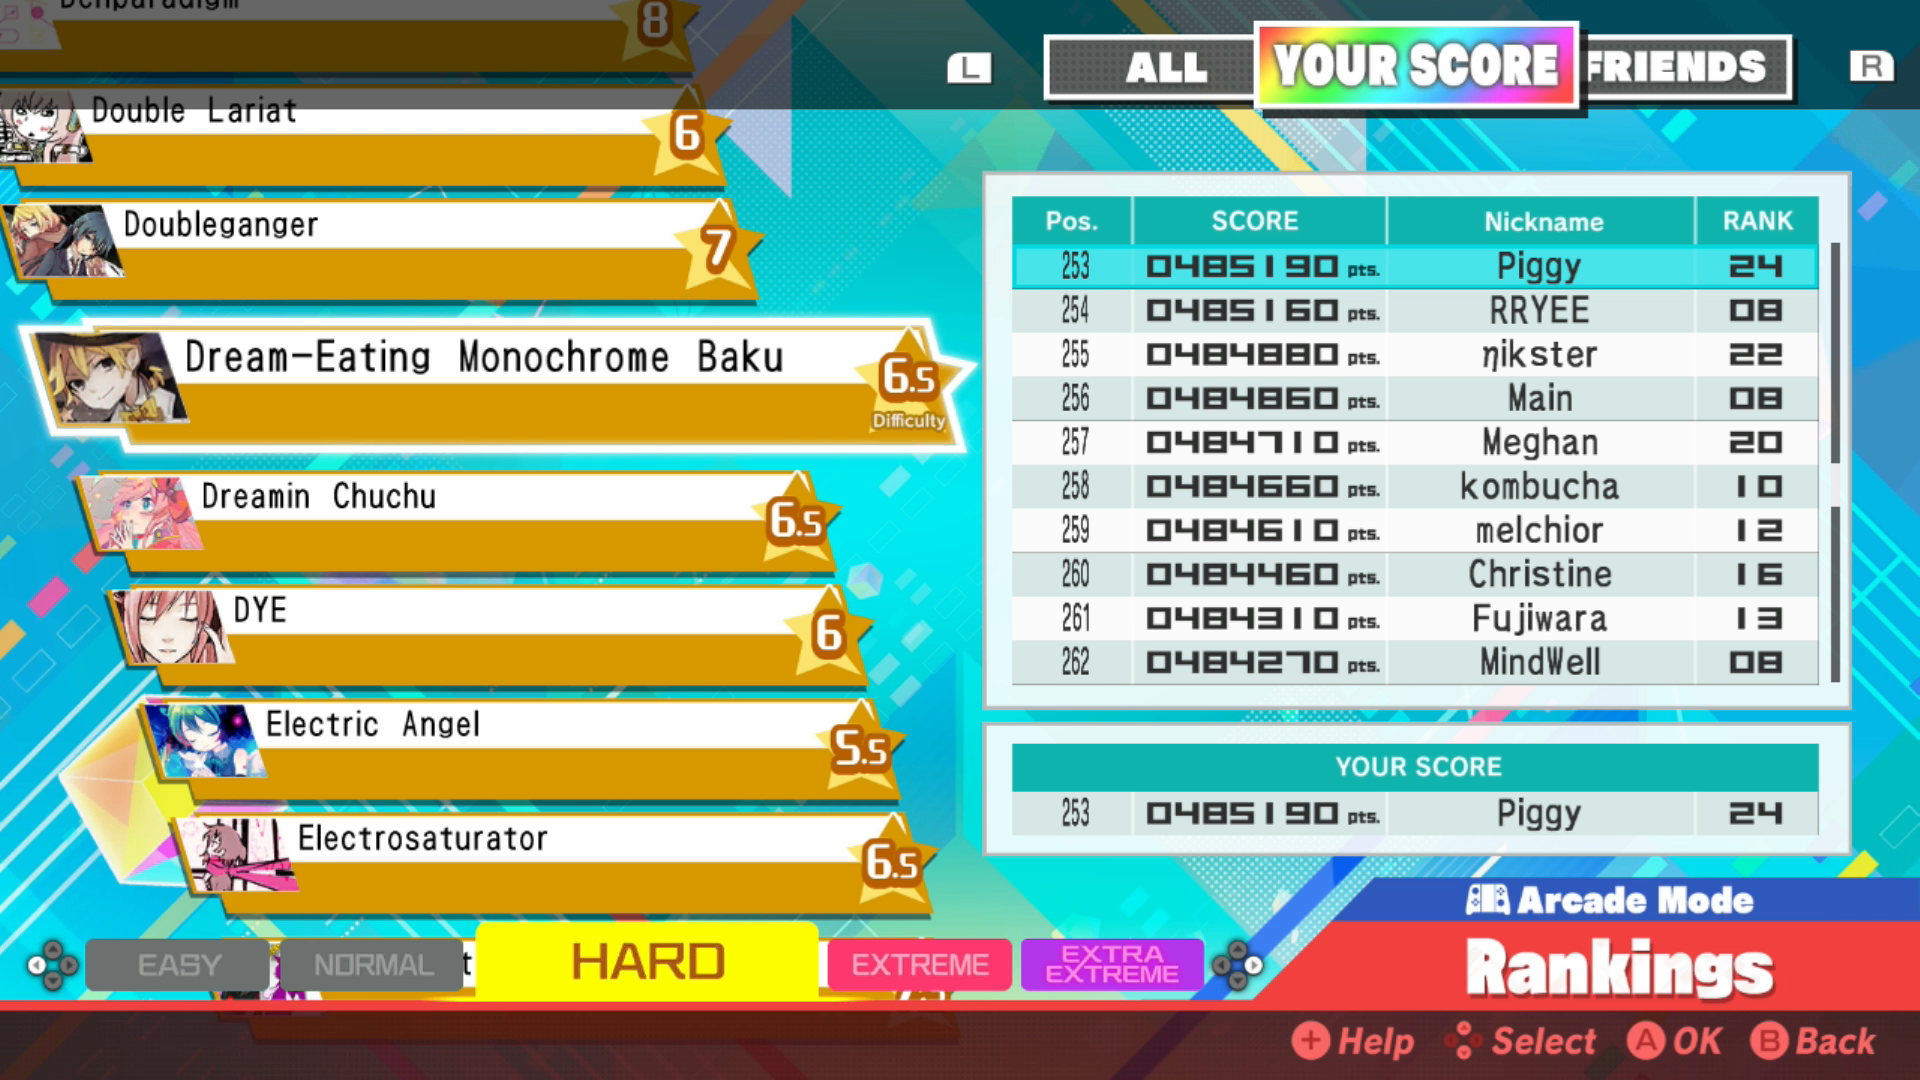 Denparadigm
8
L
ALL
YOUR SCORE
FRIENDS
R
Double Lariat
6
Doubleganger
7
Dream-Eating Monochrome Baku
6.5
Difficulty
Dreamin Chuchu
6.5
DYE
6
Electric Angel
5.5
Electrosaturator
6.5
Pos. SCORE Nickname RANK
253 0485190 pts. Piggy 24
254 0485160 pts. RRYEE 08
255 0484880 pts. ηikster 22
256 0484860 pts. Main 08
257 0484710 pts. Meghan 20
258 0484660 pts. kombucha 10
259 0484610 pts. melchior 12
260 0484460 pts. Christine 16
261 0484310 pts. Fujiwara 13
262 0484270 pts. MindWell 08
YOUR SCORE
253 0485190 pts. Piggy 24
Arcade Mode
Rankings
EASY
NORMAL
HARD
EXTREME
EXTRA
EXTREME
+ Help
Select
A OK
B Back